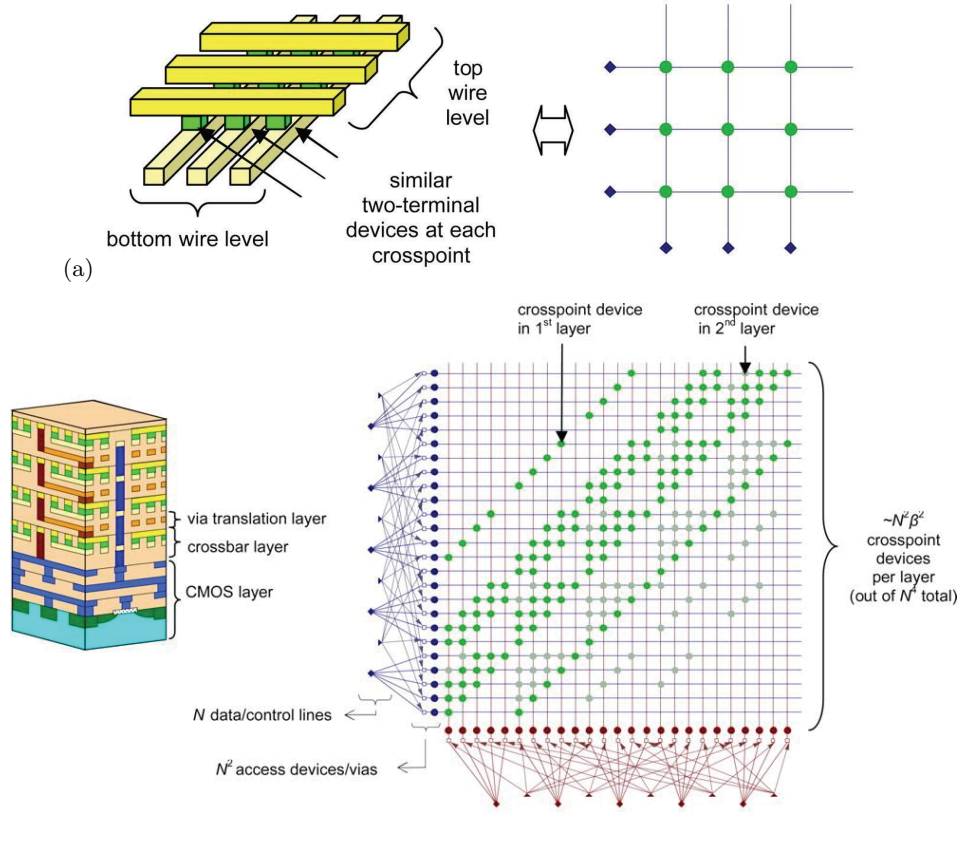 top
wire
level
similar
two-terminal
devices at each
crosspoint
bottom wire level
(a)
crosspoint device
in 1st layer
crosspoint device
in 2nd layer
via translation layer
crossbar layer
CMOS layer
~N²β²
crosspoint
devices
per layer
(out of N⁴ total)
N data/control lines
N² access devices/vias